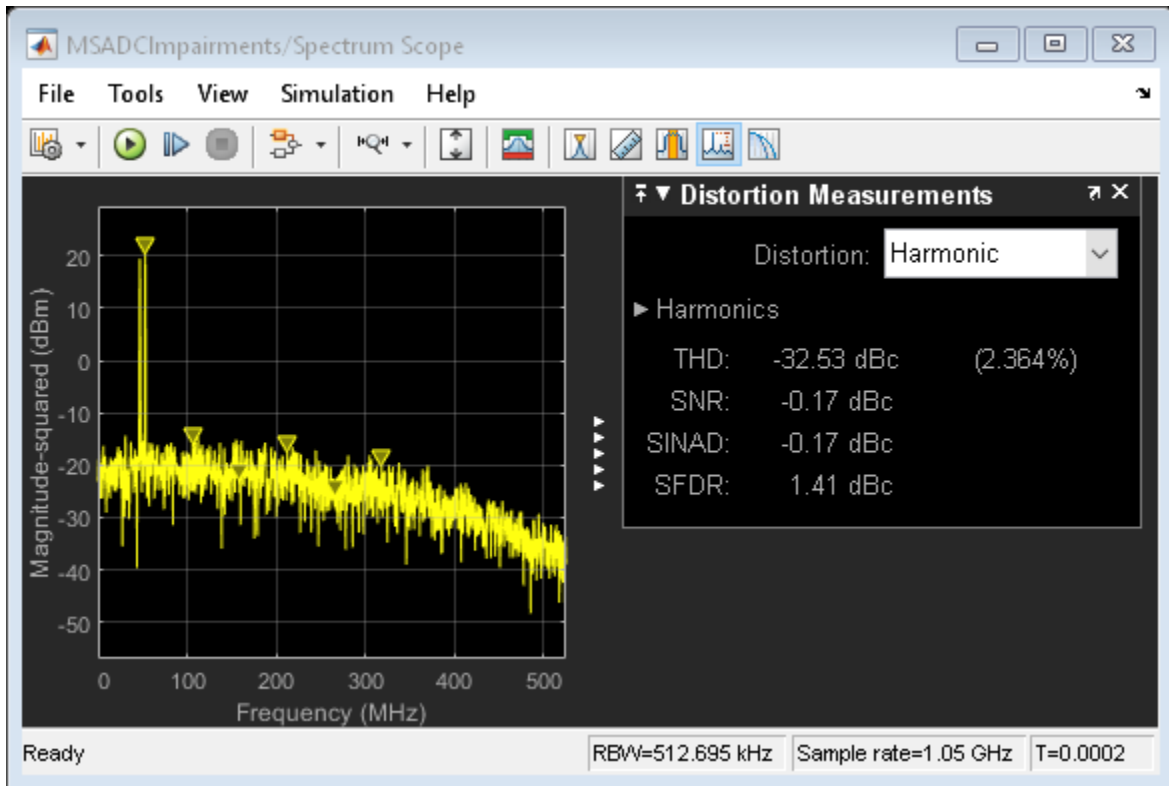 MSADCImpairments/Spectrum Scope
File Tools View Simulation Help
Distortion Measurements
Distortion: Harmonic
Harmonics
THD: -32.53 dBc (2.364%)
SNR: -0.17 dBc
SINAD: -0.17 dBc
SFDR: 1.41 dBc
Magnitude-squared (dBm)
20
10
0
-10
-20
-30
-40
-50
0 100 200 300 400 500
Frequency (MHz)
Ready RBW=512.695 kHz Sample rate=1.05 GHz T=0.0002